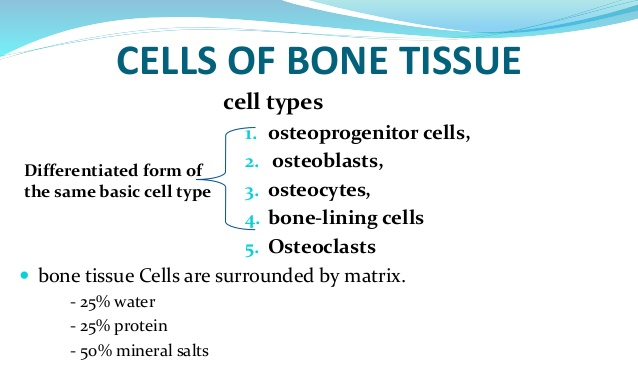 CELLS OF BONE TISSUE
cell types
1. osteoprogenitor cells,
2. osteoblasts,
Differentiated form of
the same basic cell type
3. osteocytes,
4. bone-lining cells
5. Osteoclasts
• bone tissue Cells are surrounded by matrix.
- 25% water
- 25% protein
- 50% mineral salts